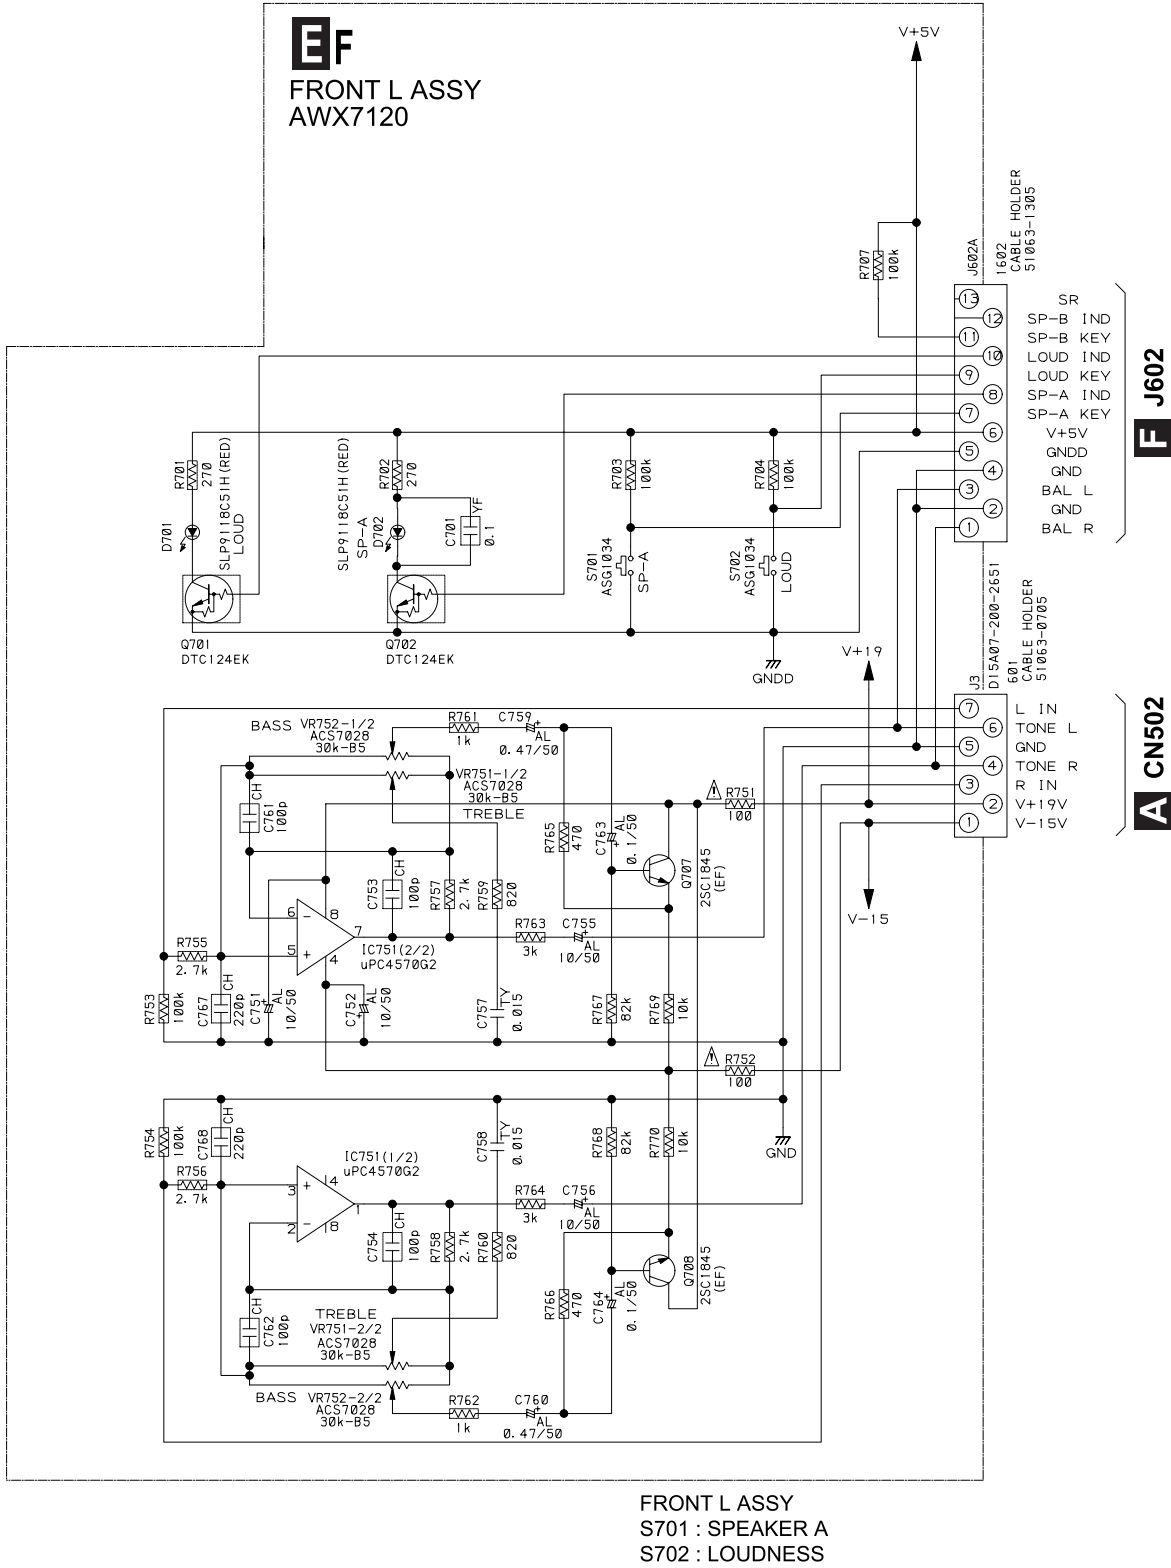 E F
FRONT L ASSY
AWX7120
V+5V
R707
100k
J602A
1602
CABLE HOLDER
51063-1305
13 SR
12 SP-B IND
11 SP-B KEY
10 LOUD IND
9 LOUD KEY
8 SP-A IND
7 SP-A KEY
6 V+5V
5 GNDD
4 GND
3 BAL L
2 GND
1 BAL R
F J602
R701
270
D701
SLP9118C51H(RED)
LOUD
Q701
DTC124EK
R702
270
SLP9118C51H(RED)
SP-A
D702
C701
YF
0.1
Q702
DTC124EK
R703
100k
S701
ASG1034
SP-A
R704
100k
S702
ASG1034
LOUD
GNDD
D15A07-200-2651
601
CABLE HOLDER
51063-0705
J3
V+19
7 L IN
6 TONE L
5 GND
4 TONE R
3 R IN
2 V+19V
1 V-15V
A CN502
V-15
BASS VR752-1/2
ACS7028
30k-B5
R761
1k
C759
+
AL
0.47/50
VR751-1/2
ACS7028
30k-B5
TREBLE
C761
CH
100p
R765
470
C763
AL
+
0.1/50
R751
100
Q707
2SC1845
(EF)
C753
CH
100p
R757
2.7k
R759
820
6 -
5 +
8
4
7
IC751(2/2)
uPC4570G2
R763
3k
C755
+
AL
10/50
R755
2.7k
R753
100k
C767
CH
220p
C751
+
AL
10/50
C752
+
AL
10/50
C757
TY
0.015
R767
82k
R769
10k
R752
100
R754
100k
C768
CH
220p
R756
2.7k
IC751(1/2)
uPC4570G2
3 +
2 -
14
18
1
C758
TY
0.015
R768
82k
R770
10k
GND
R764
3k
C756
+
AL
10/50
C754
CH
100p
R758
2.7k
R760
820
Q708
2SC1845
(EF)
R766
470
C764
+
AL
0.1/50
C762
CH
100p
TREBLE
VR751-2/2
ACS7028
30k-B5
BASS VR752-2/2
ACS7028
30k-B5
R762
1k
C760
+
AL
0.47/50
FRONT L ASSY
S701 : SPEAKER A
S702 : LOUDNESS